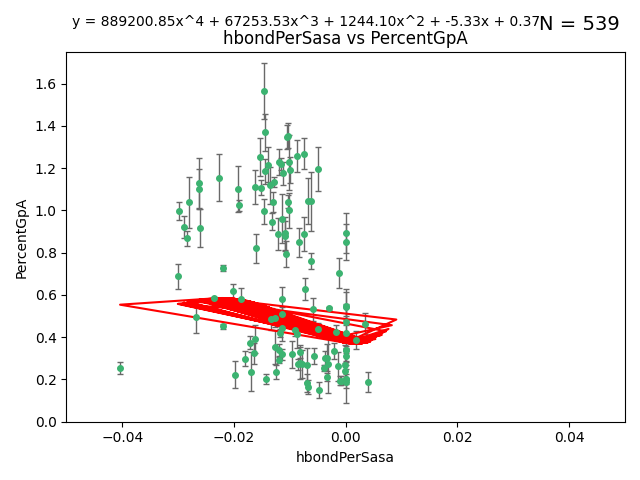 y = 889200.85x^4 + 67253.53x^3 + 1244.10x^2 + -5.33x + 0.37
N = 539
hbondPerSasa vs PercentGpA
PercentGpA
1.6
1.4
1.2
1.0
0.8
0.6
0.4
0.2
0.0
−0.04 −0.02 0.00 0.02 0.04
hbondPerSasa